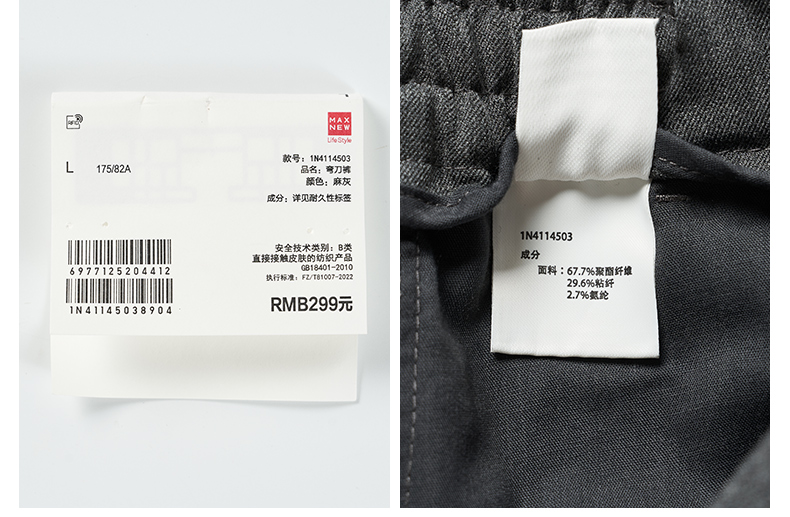 RFID
MAX
NEW
LifeStyle
L 175/82A
款号：1N4114503
品名：弯刀裤
颜色：麻灰
成分：详见耐久性标签
安全技术类别：B类
直接接触皮肤的纺织产品
GB18401-2010
执行标准：FZ/T81007-2022
6977125204412
1N41145038904
RMB299元
1N4114503
成分
面料：67.7%聚酯纤维
29.6%粘纤
2.7%氨纶